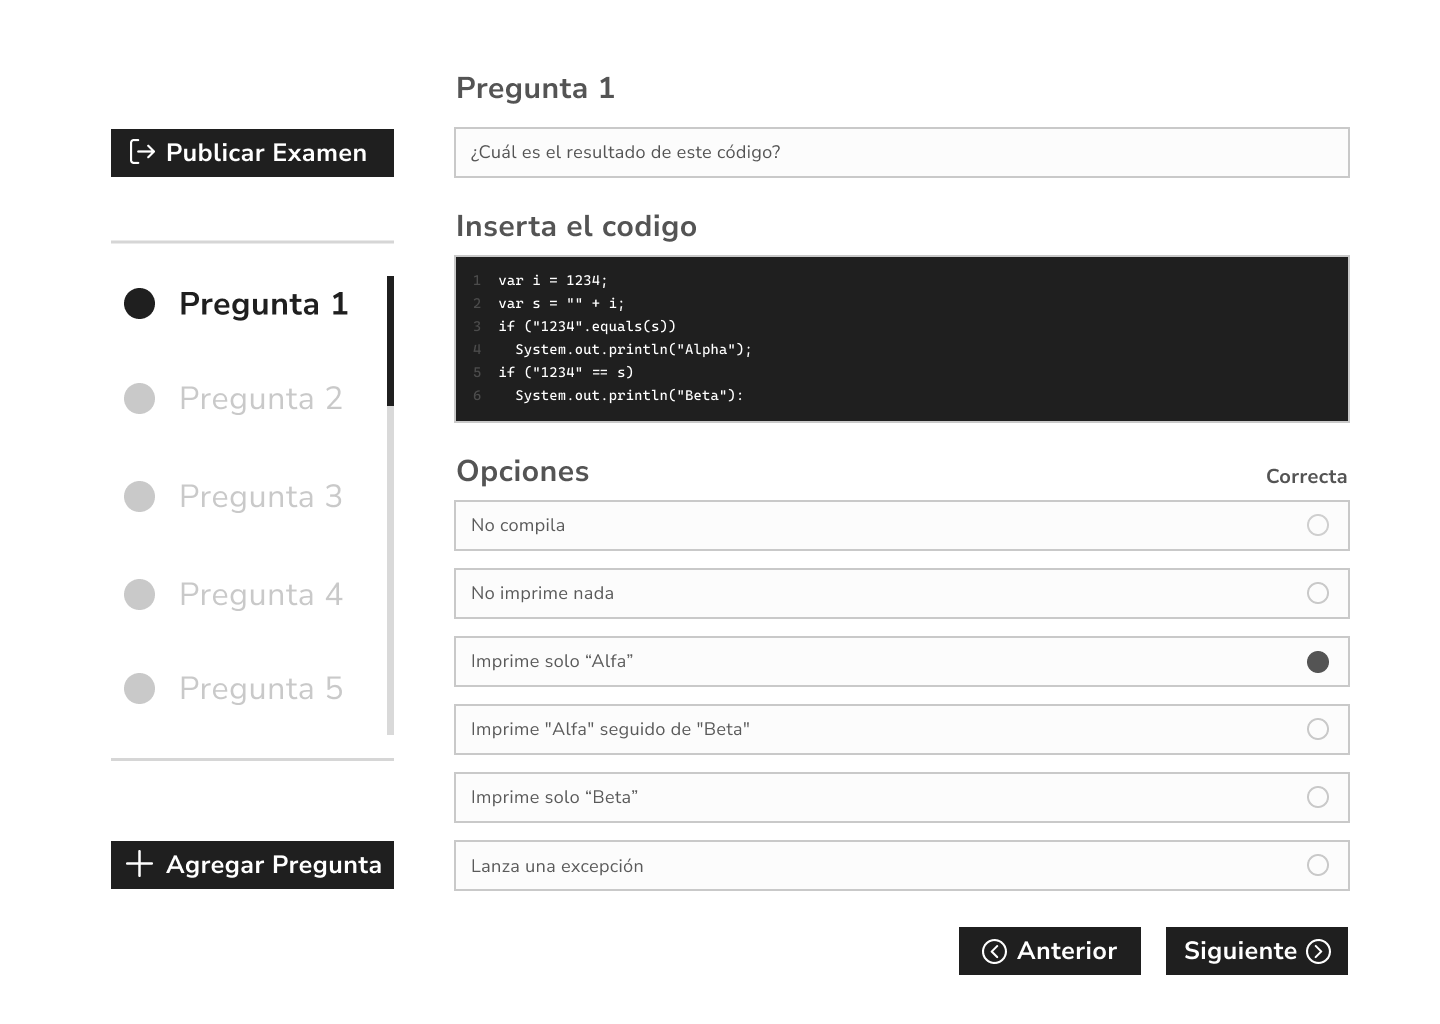 Publicar Examen
Pregunta 1
Pregunta 2
Pregunta 3
Pregunta 4
Pregunta 5
Agregar Pregunta
Pregunta 1
¿Cuál es el resultado de este código?
Inserta el codigo
1 var i = 1234;
2 var s = "" + i;
3 if ("1234".equals(s))
4   System.out.println("Alpha");
5 if ("1234" == s)
6   System.out.println("Beta"):
Opciones
Correcta
No compila
No imprime nada
Imprime solo “Alfa”
Imprime "Alfa" seguido de "Beta"
Imprime solo “Beta”
Lanza una excepción
Anterior
Siguiente